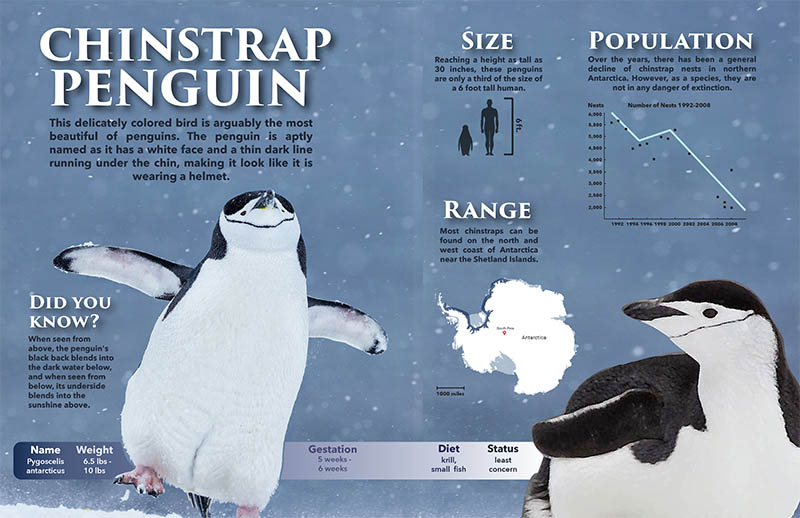 CHINSTRAP
PENGUIN
This delicately colored bird is arguably the most
beautiful of penguins. The penguin is aptly
named as it has a white face and a thin dark line
running under the chin, making it look like it is
wearing a helmet.
DID YOU
KNOW?
When seen from
above, the penguin's
black back blends into
the dark water below,
and when seen from
below, its underside
blends into the
sunshine above.
SIZE
Reaching a height as tall as
30 inches, these penguins
are only a third of the size of
a 6 foot tall human.
6ft.
POPULATION
Over the years, there has been a general
decline of chinstrap nests in northern
Antarctica. However, as a species, they are
not in any danger of extinction.
Nests
Number of Nests 1992-2008
6,000
5,500
5,000
4,500
4,000
3,500
3,000
2,500
2,000
1992 1994 1996 1998 2000 2002 2004 2006 2008
RANGE
Most chinstraps can be
found on the north and
west coast of Antarctica
near the Shetland Islands.
South Pole
Antarctica
1000 miles
Name
Pygoscelis
antarcticus
Weight
6.5 lbs -
10 lbs
Gestation
5 weeks -
6 weeks
Diet
krill,
small fish
Status
least
concern